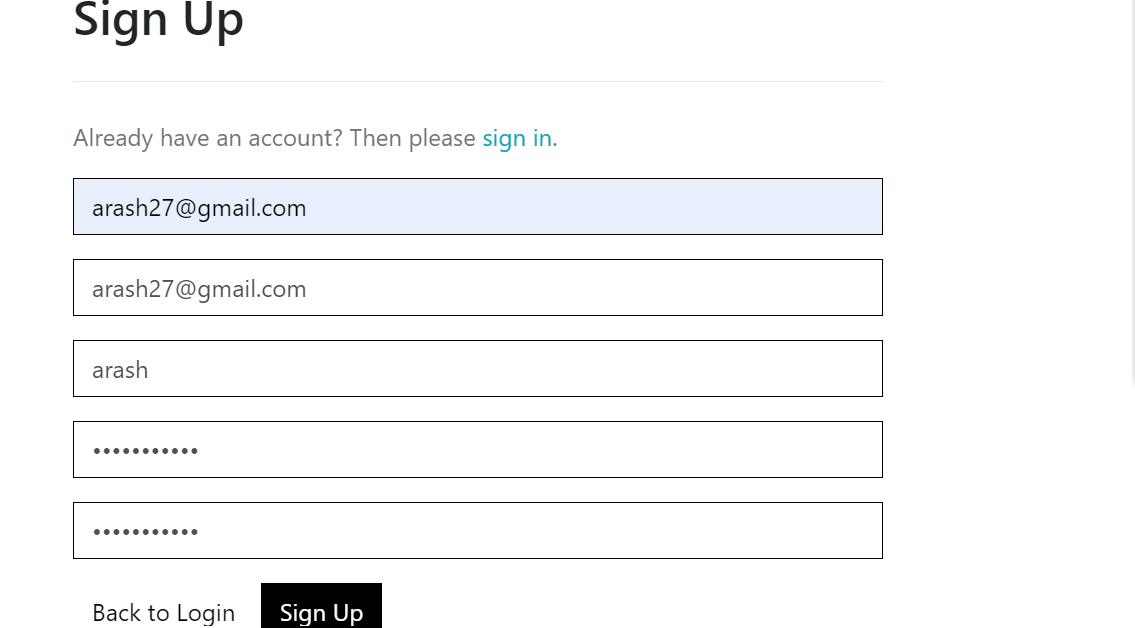 Sign Up
Already have an account? Then please sign in.
arash27@gmail.com
arash27@gmail.com
arash
•••••••••••
•••••••••••
Back to Login Sign Up